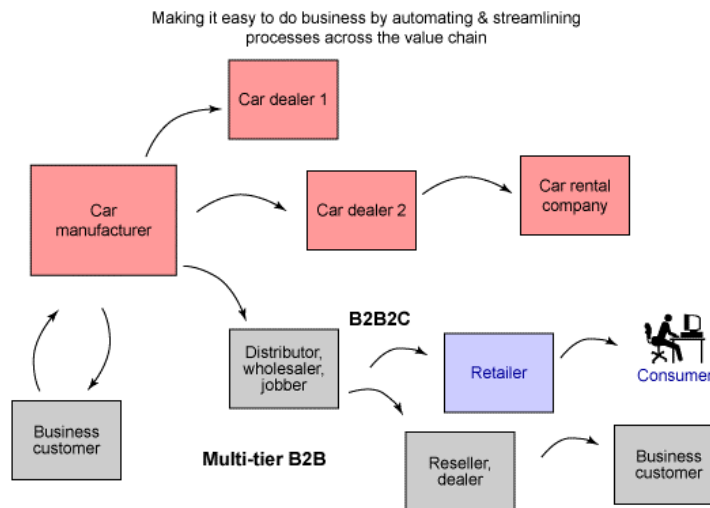 Making it easy to do business by automating & streamlining
processes across the value chain
Car dealer 1
Car
manufacturer
Car dealer 2
Car rental
company
B2B2C
Distributor,
wholesaler,
jobber
Retailer
Consumer
Business
customer
Multi-tier B2B
Reseller,
dealer
Business
customer